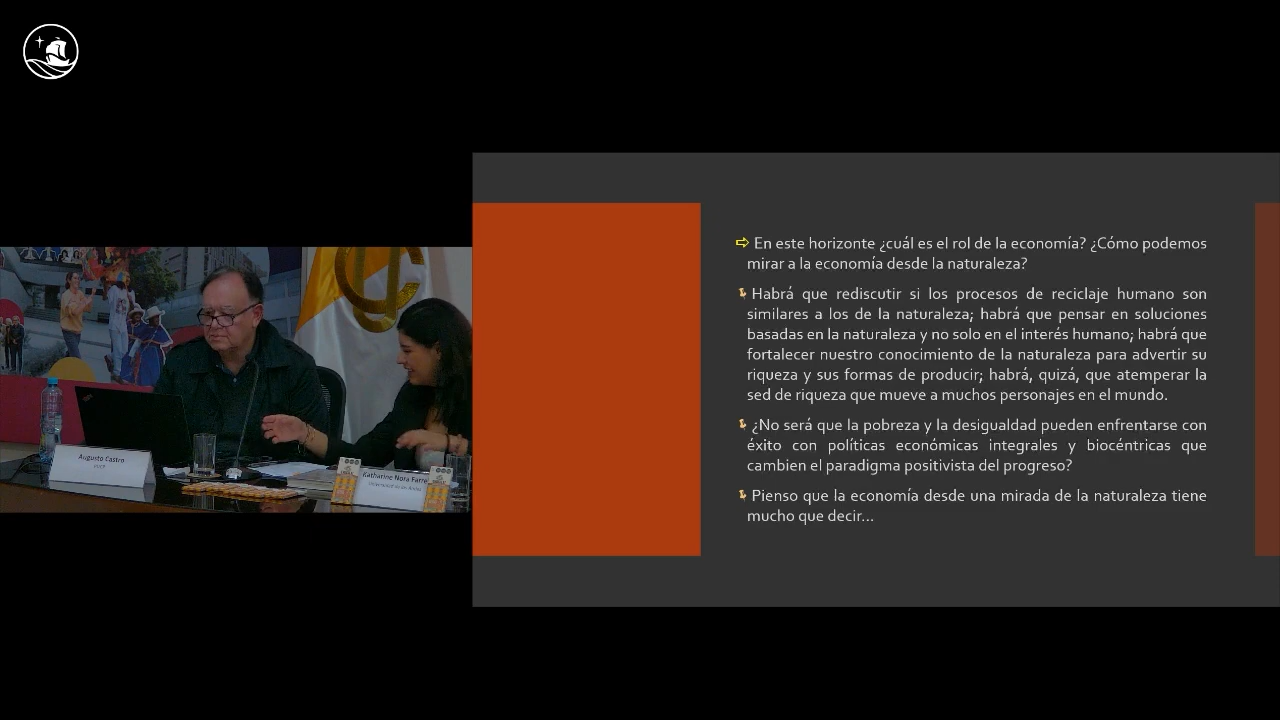 En este horizonte ¿cuál es el rol de la economía? ¿Cómo podemos
mirar a la economía desde la naturaleza?
Habrá que rediscutir si los procesos de reciclaje humano son
similares a los de la naturaleza; habrá que pensar en soluciones
basadas en la naturaleza y no solo en el interés humano; habrá que
fortalecer nuestro conocimiento de la naturaleza para advertir su
riqueza y sus formas de producir; habrá, quizá, que atemperar la
sed de riqueza que mueve a muchos personajes en el mundo.
¿No será que la pobreza y la desigualdad pueden enfrentarse con
éxito con políticas económicas integrales y biocéntricas que
cambien el paradigma positivista del progreso?
Pienso que la economía desde una mirada de la naturaleza tiene
mucho que decir...
Augusto Castro
PUCP
Katharine Nora Farre